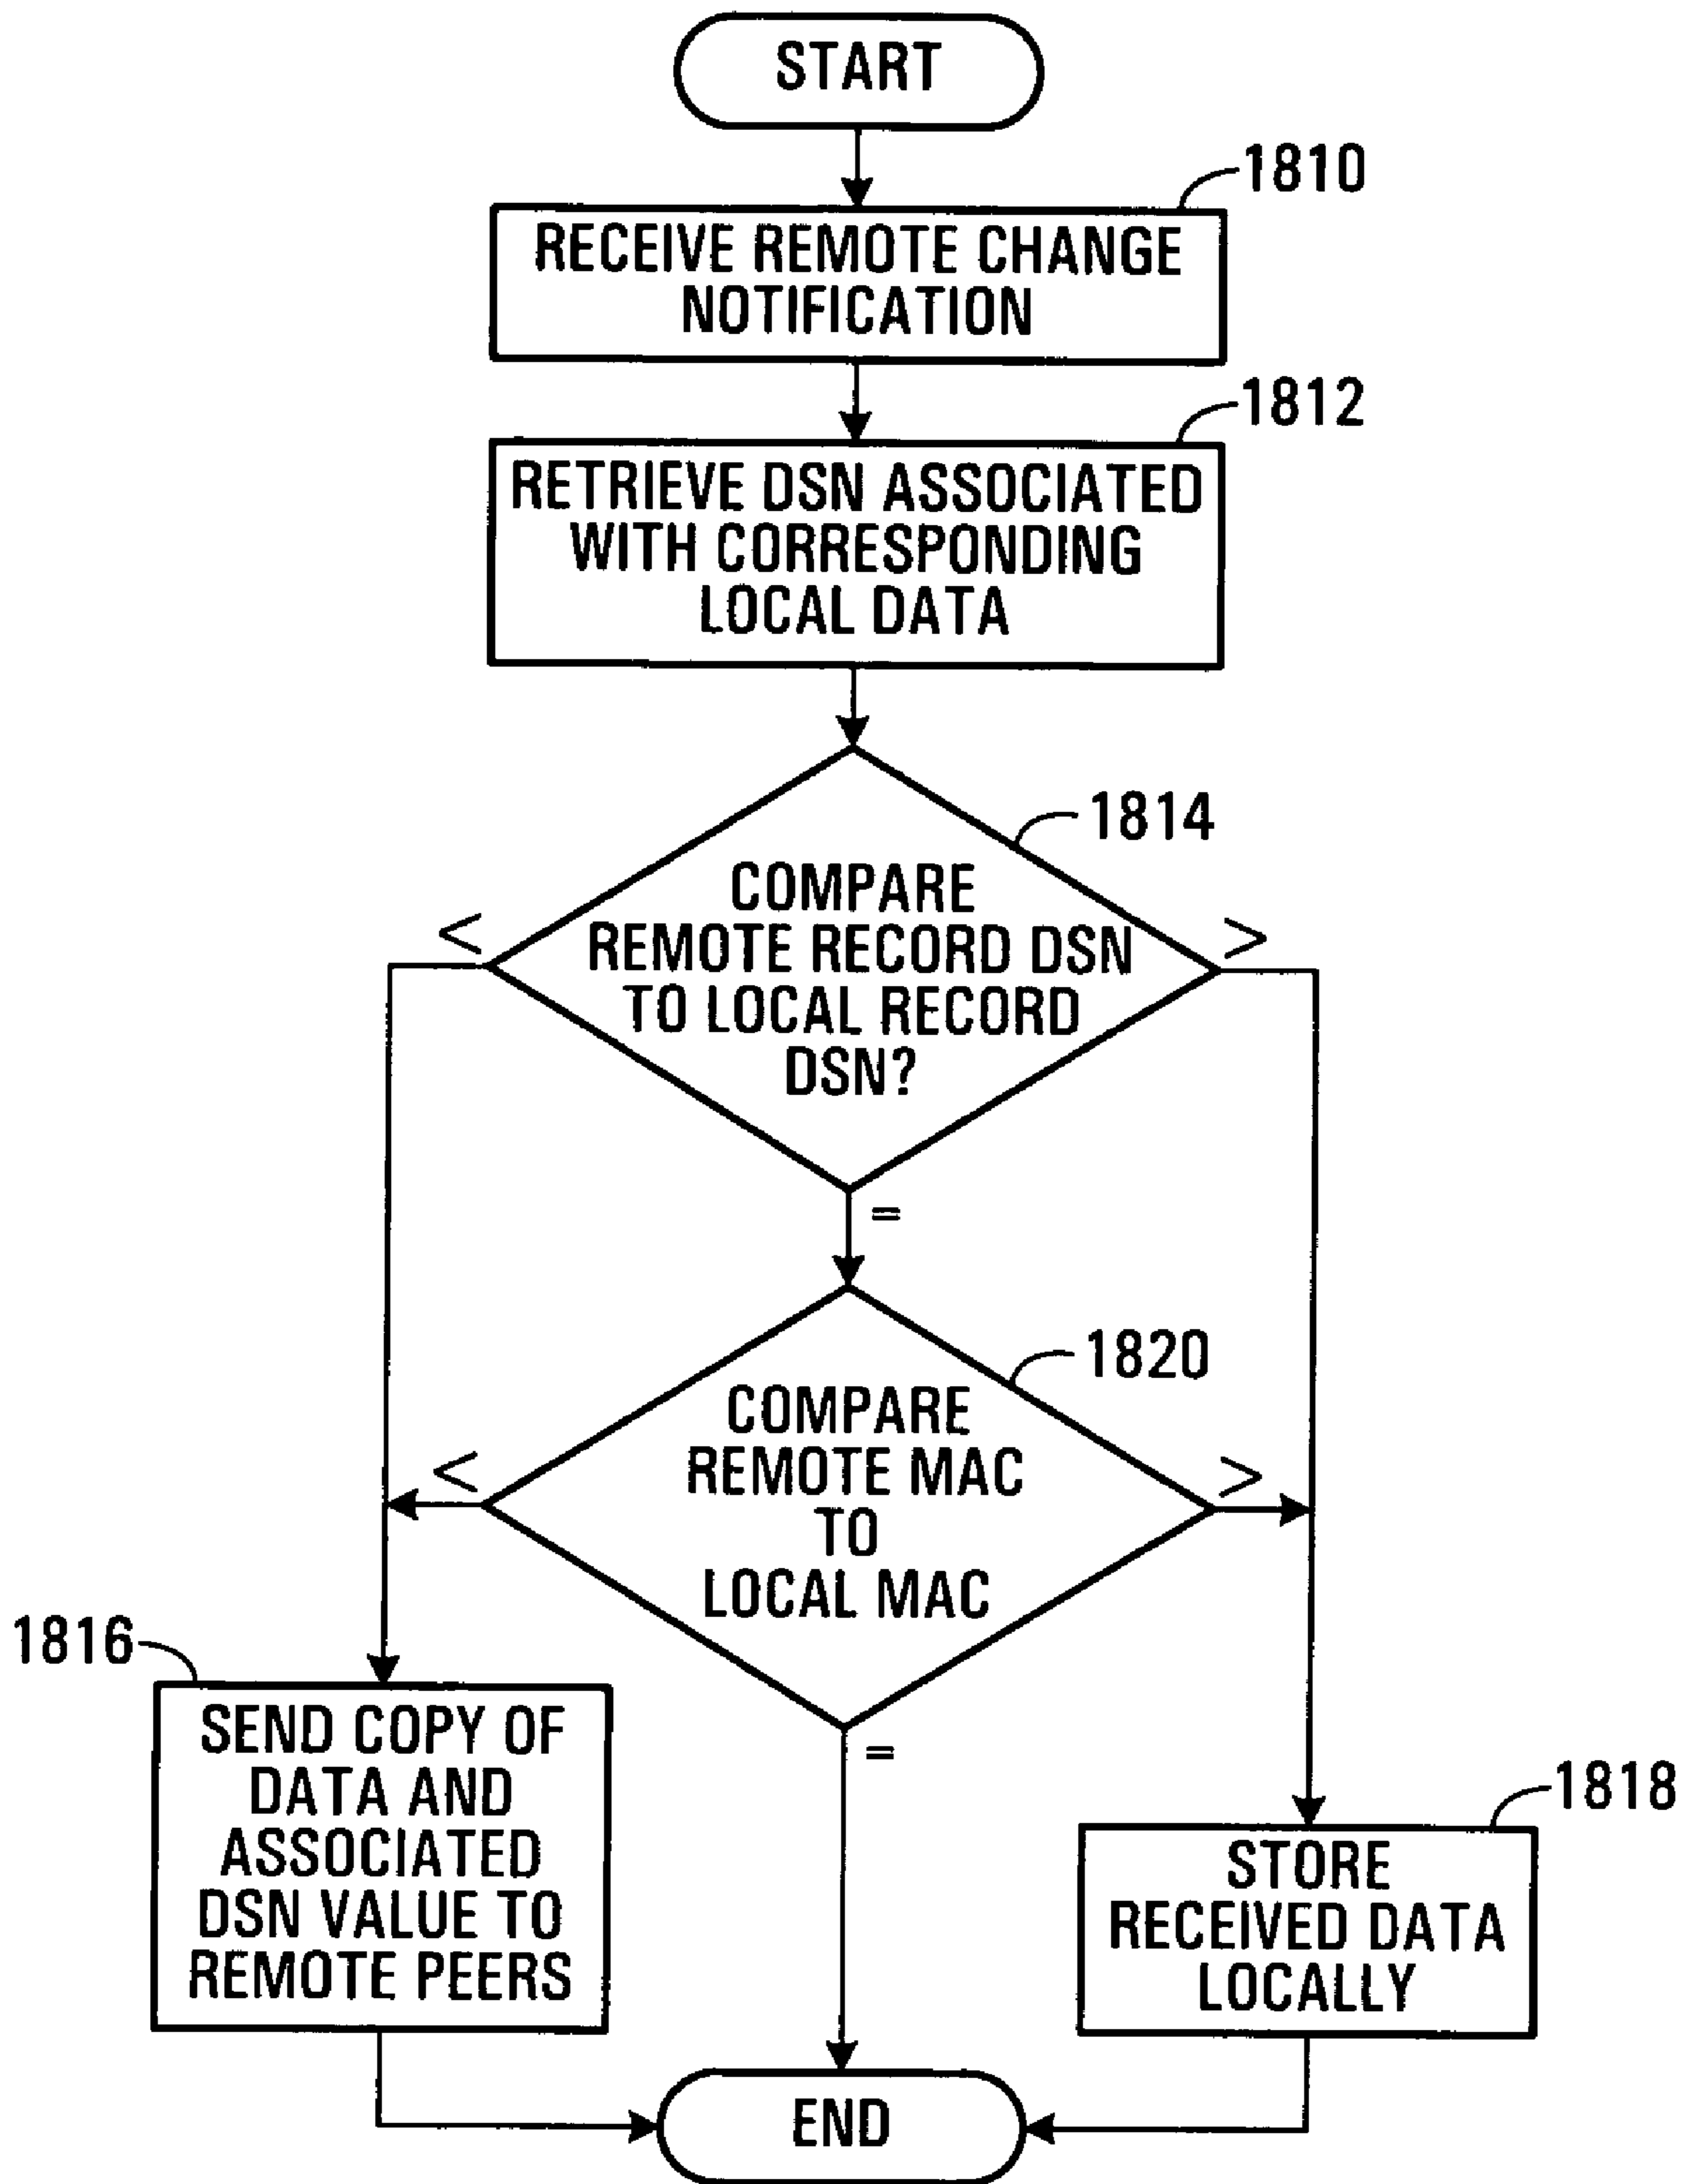 START
1810
RECEIVE REMOTE CHANGE
NOTIFICATION
1812
RETRIEVE DSN ASSOCIATED
WITH CORRESPONDING
LOCAL DATA
1814
COMPARE
REMOTE RECORD DSN
TO LOCAL RECORD
DSN?
<
>
=
1820
COMPARE
REMOTE MAC
TO
LOCAL MAC
<
>
=
1816
SEND COPY OF
DATA AND
ASSOCIATED
DSN VALUE TO
REMOTE PEERS
1818
STORE
RECEIVED DATA
LOCALLY
END